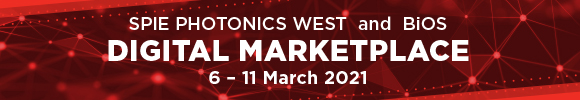 SPIE PHOTONICS WEST and BiOS
DIGITAL MARKETPLACE
6 – 11 March 2021